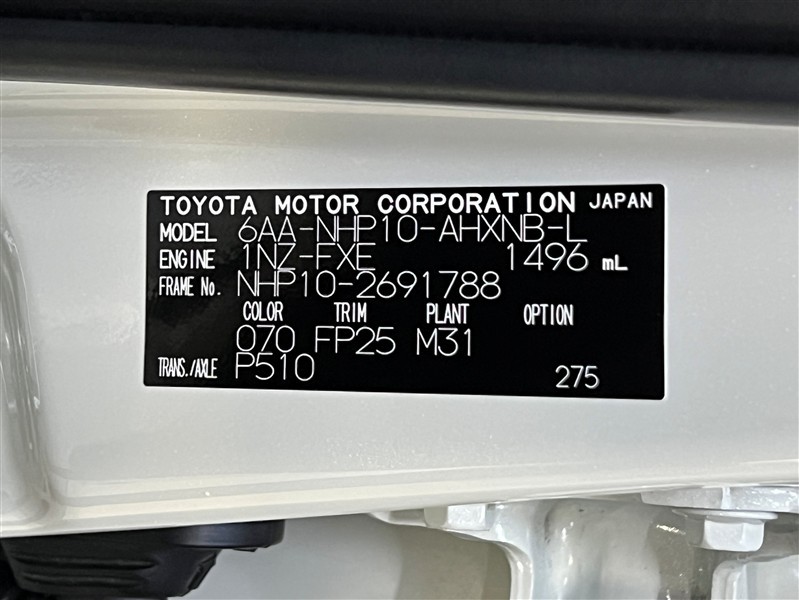 TOYOTA MOTOR CORPORATION JAPAN
MODEL 6AA-NHP10-AHXNB-L
ENGINE 1NZ-FXE 1496 mL
FRAME No. NHP10-2691788
COLOR TRIM PLANT OPTION
070 FP25 M31
TRANS./AXLE P510 275